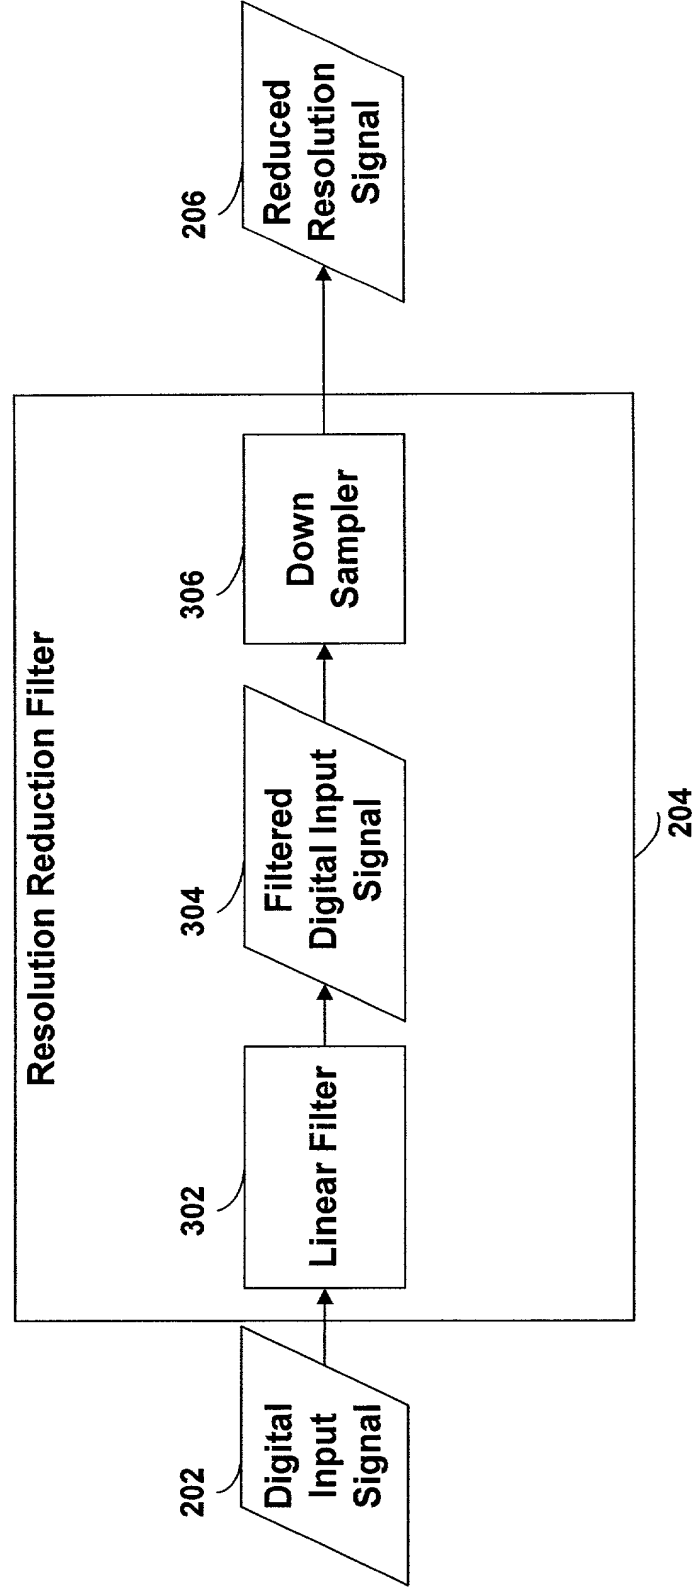 Resolution Reduction Filter
202
Digital
Input
Signal
302
Linear Filter
304
Filtered
Digital Input
Signal
306
Down
Sampler
206
Reduced
Resolution
Signal
204